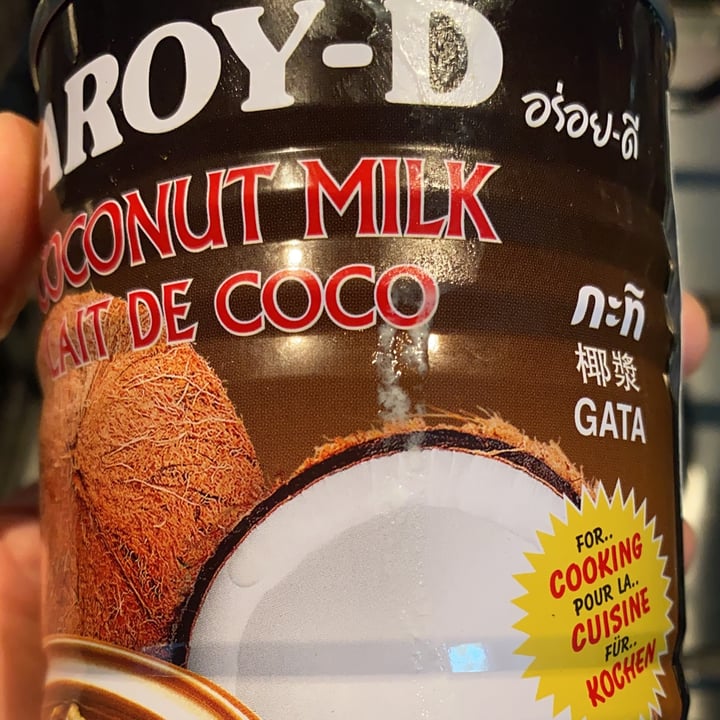 AROY-D
อร่อย-ดี
COCONUT MILK
LAIT DE COCO
กะทิ
椰漿
GATA
FOR..
COOKING
POUR LA..
CUISINE
FÜR..
KOCHEN